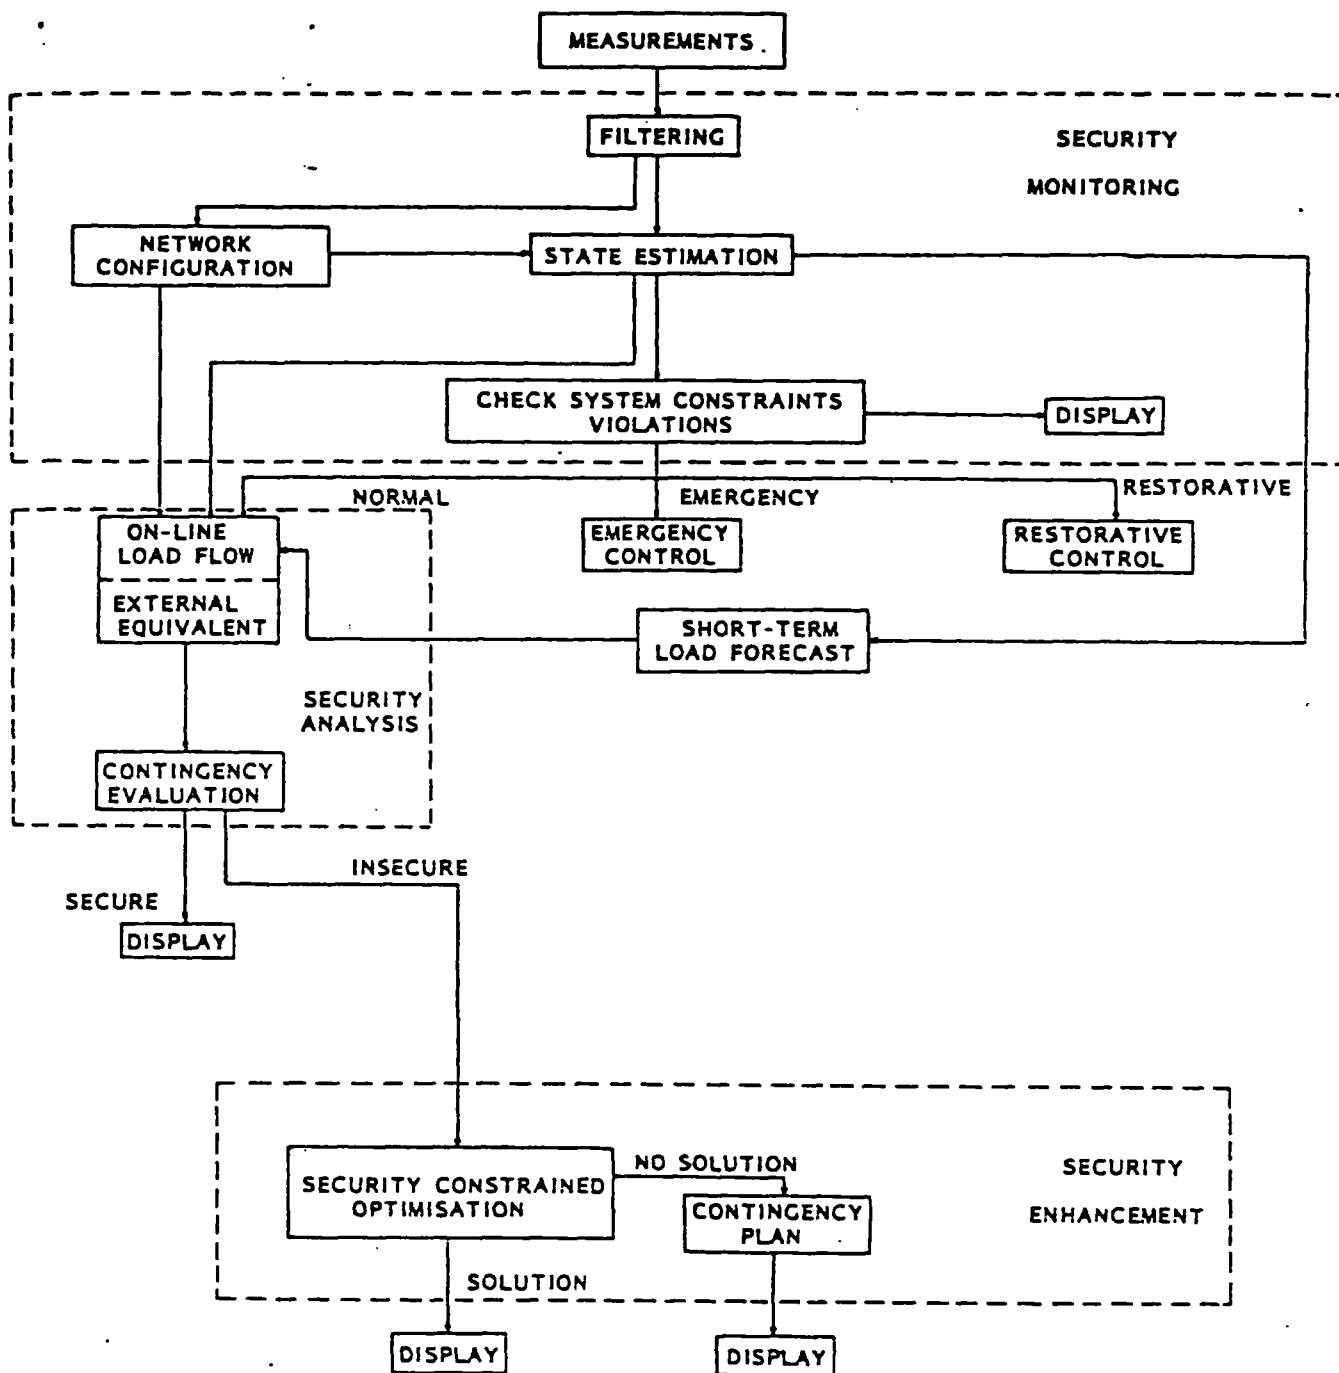 MEASUREMENTS
FILTERING
SECURITY
MONITORING
NETWORK
CONFIGURATION
STATE ESTIMATION
CHECK SYSTEM CONSTRAINTS
VIOLATIONS
DISPLAY
NORMAL
EMERGENCY
RESTORATIVE
ON-LINE
LOAD FLOW
EMERGENCY
CONTROL
RESTORATIVE
CONTROL
EXTERNAL
EQUIVALENT
SHORT-TERM
LOAD FORECAST
SECURITY
ANALYSIS
CONTINGENCY
EVALUATION
INSECURE
SECURE
DISPLAY
NO SOLUTION
SECURITY CONSTRAINED
OPTIMISATION
CONTINGENCY
PLAN
SECURITY
ENHANCEMENT
SOLUTION
DISPLAY
DISPLAY